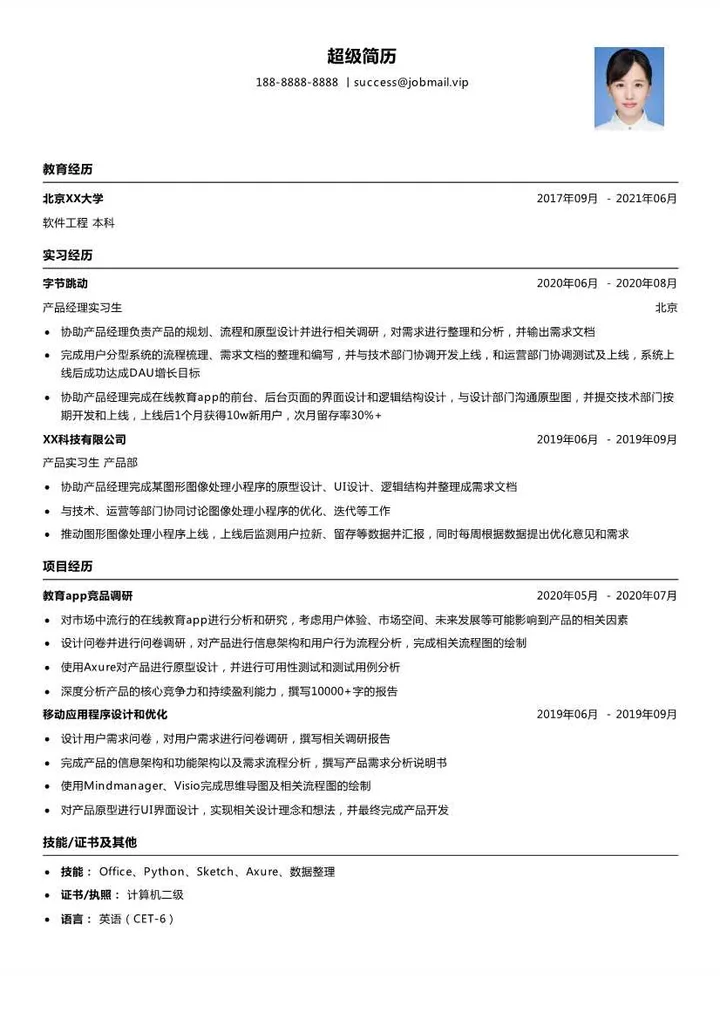 超级简历
188-8888-8888 丨success@jobmail.vip
教育经历
北京XX大学 2017年09月 - 2021年06月
软件工程 本科
实习经历
字节跳动 2020年06月 - 2020年08月
产品经理实习生 北京
• 协助产品经理负责产品的规划、流程和原型设计并进行相关调研，对需求进行整理和分析，并输出需求文档
• 完成用户分型系统的流程梳理、需求文档的整理和编写，并与技术部门协调开发上线，和运营部门协调测试及上线，系统上
线后成功达成DAU增长目标
• 协助产品经理完成在线教育app的前台、后台页面的界面设计和逻辑结构设计，与设计部门沟通原型图，并提交技术部门按
期开发和上线，上线后1个月获得10w新用户，次月留存率30%+
XX科技有限公司 2019年06月 - 2019年09月
产品实习生 产品部
• 协助产品经理完成某图形图像处理小程序的原型设计、UI设计、逻辑结构并整理成需求文档
• 与技术、运营等部门协同讨论图像处理小程序的优化、迭代等工作
• 推动图形图像处理小程序上线，上线后监测用户拉新、留存等数据并汇报，同时每周根据数据提出优化意见和需求
项目经历
教育app竞品调研 2020年05月 - 2020年07月
• 对市场中流行的在线教育app进行分析和研究，考虑用户体验、市场空间、未来发展等可能影响到产品的相关因素
• 设计问卷并进行问卷调研，对产品进行信息架构和用户行为流程分析，完成相关流程图的绘制
• 使用Axure对产品进行原型设计，并进行可用性测试和测试用例分析
• 深度分析产品的核心竞争力和持续盈利能力，撰写10000+字的报告
移动应用程序设计和优化 2019年06月 - 2019年09月
• 设计用户需求问卷，对用户需求进行问卷调研，撰写相关调研报告
• 完成产品的信息架构和功能架构以及需求流程分析，撰写产品需求分析说明书
• 使用Mindmanager、Visio完成思维导图及相关流程图的绘制
• 对产品原型进行UI界面设计，实现相关设计理念和想法，并最终完成产品开发
技能/证书及其他
• 技能： Office、Python、Sketch、Axure、数据整理
• 证书/执照： 计算机二级
• 语言： 英语（CET-6）